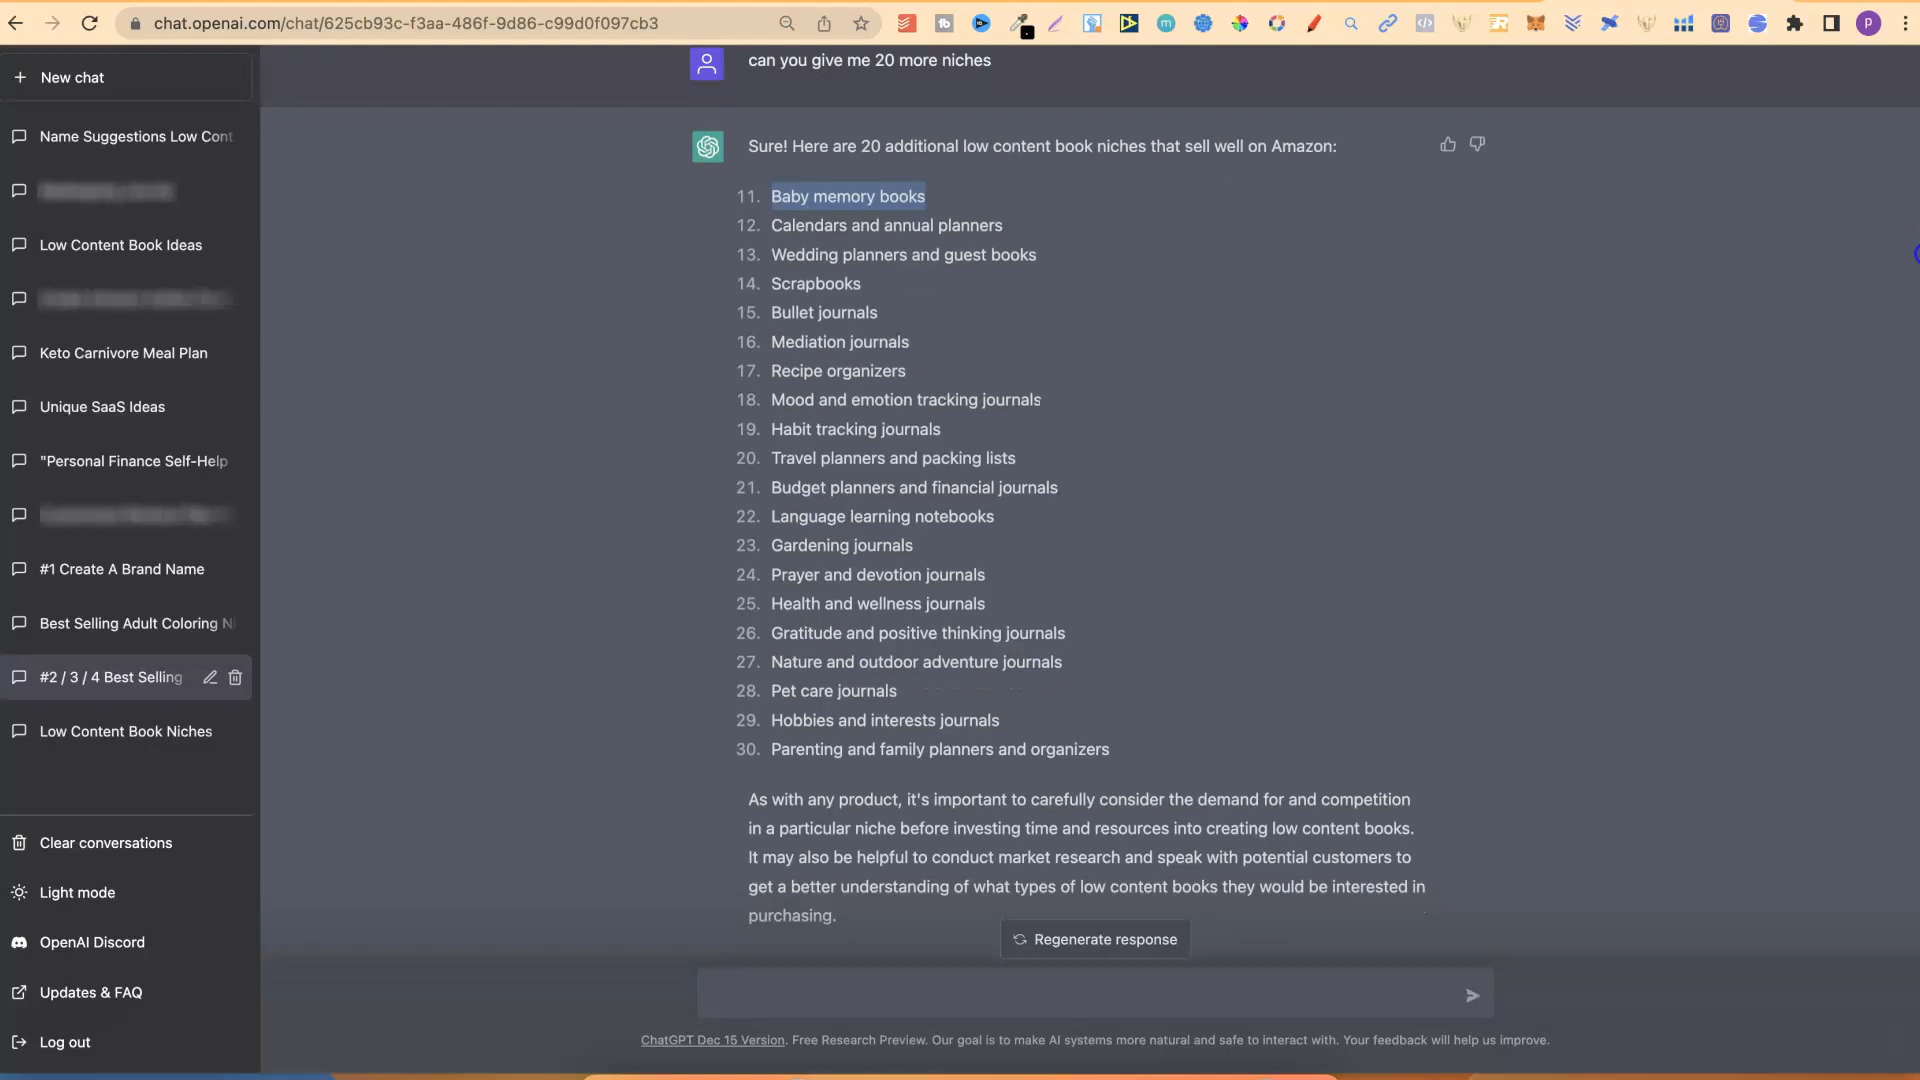 chat.openai.com/chat/625cb93c-f3aa-486f-9d86-c99d0f097cb3
P
New chat
Name Suggestions Low Cont
Low Content Book Ideas
Keto Carnivore Meal Plan
Unique SaaS Ideas
"Personal Finance Self-Help
#1 Create A Brand Name
Best Selling Adult Coloring Ni
#2 / 3 / 4 Best Selling
Low Content Book Niches
Clear conversations
Light mode
OpenAI Discord
Updates & FAQ
Log out
can you give me 20 more niches
Sure! Here are 20 additional low content book niches that sell well on Amazon:
11. Baby memory books
12. Calendars and annual planners
13. Wedding planners and guest books
14. Scrapbooks
15. Bullet journals
16. Mediation journals
17. Recipe organizers
18. Mood and emotion tracking journals
19. Habit tracking journals
20. Travel planners and packing lists
21. Budget planners and financial journals
22. Language learning notebooks
23. Gardening journals
24. Prayer and devotion journals
25. Health and wellness journals
26. Gratitude and positive thinking journals
27. Nature and outdoor adventure journals
28. Pet care journals
29. Hobbies and interests journals
30. Parenting and family planners and organizers
As with any product, it's important to carefully consider the demand for and competition
in a particular niche before investing time and resources into creating low content books.
It may also be helpful to conduct market research and speak with potential customers to
get a better understanding of what types of low content books they would be interested in
purchasing.
Regenerate response
ChatGPT Dec 15 Version. Free Research Preview. Our goal is to make AI systems more natural and safe to interact with. Your feedback will help us improve.